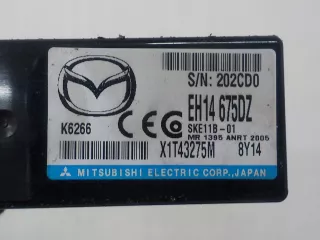 S/N: 202CD0
EH14 675DZ
K6266
CE
SKE11B-01
MR 1395 ANRT 2005
X1T43275M 8Y14
MITSUBISHI ELECTRIC CORP., JAPAN